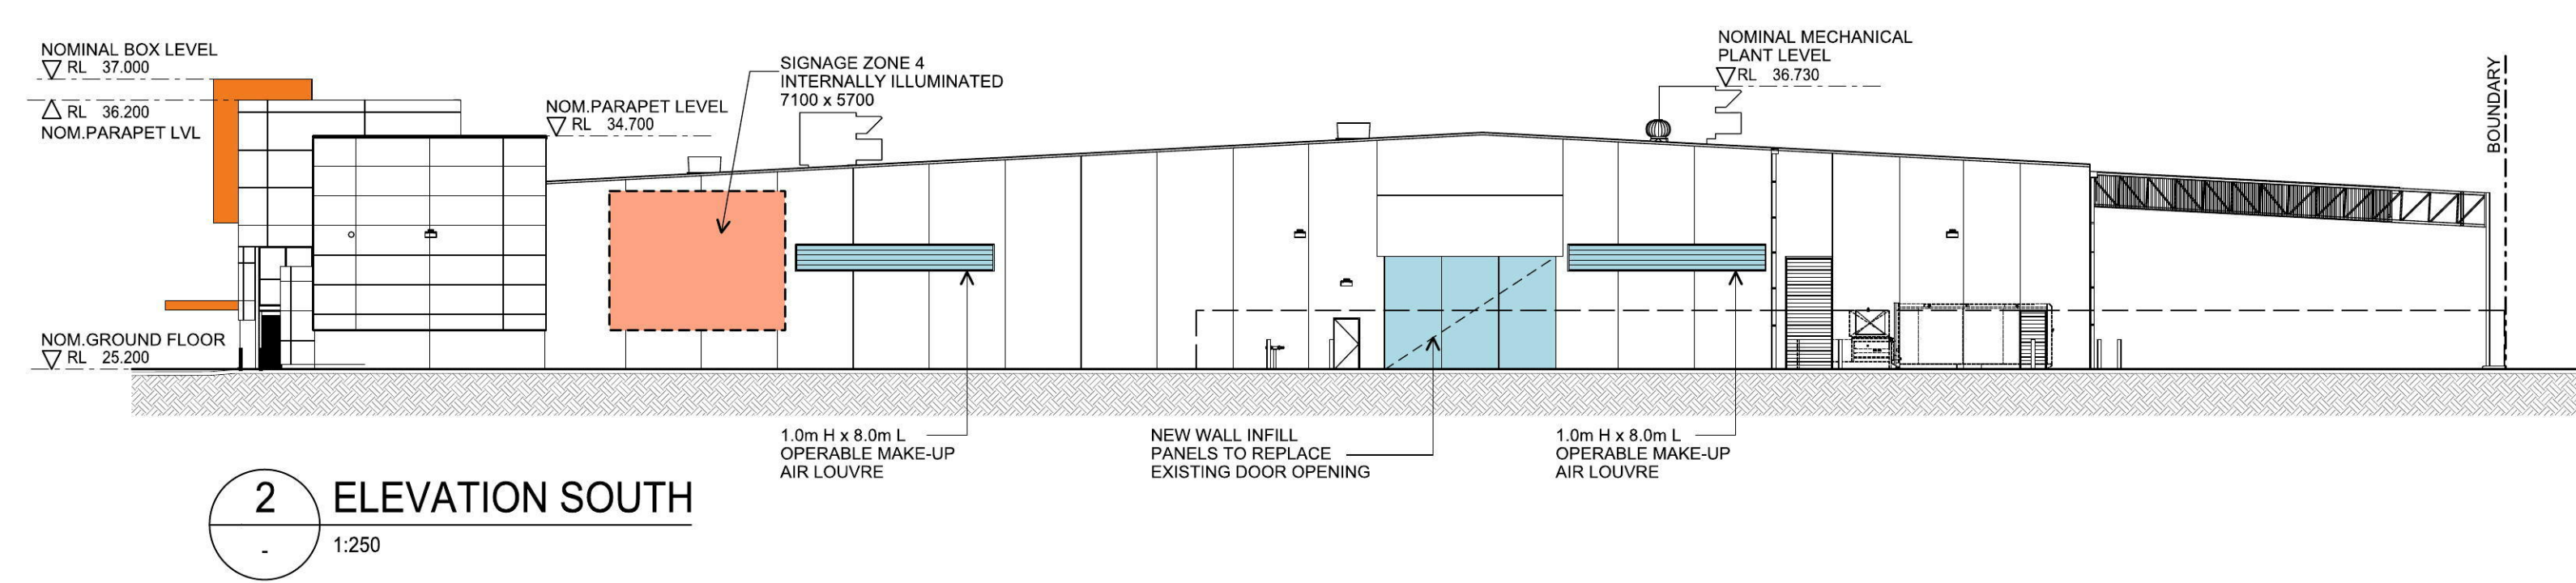 NOMINAL BOX LEVEL
RL 37.000
RL 36.200
NOM.PARAPET LVL
NOM.PARAPET LEVEL
RL 34.700
SIGNAGE ZONE 4
INTERNALLY ILLUMINATED
7100 x 5700
NOMINAL MECHANICAL
PLANT LEVEL
RL 36.730
BOUNDARY
NOM.GROUND FLOOR
RL 25.200
1.0m H x 8.0m L
OPERABLE MAKE-UP
AIR LOUVRE
NEW WALL INFILL
PANELS TO REPLACE
EXISTING DOOR OPENING
1.0m H x 8.0m L
OPERABLE MAKE-UP
AIR LOUVRE
2
-
ELEVATION SOUTH
1:250